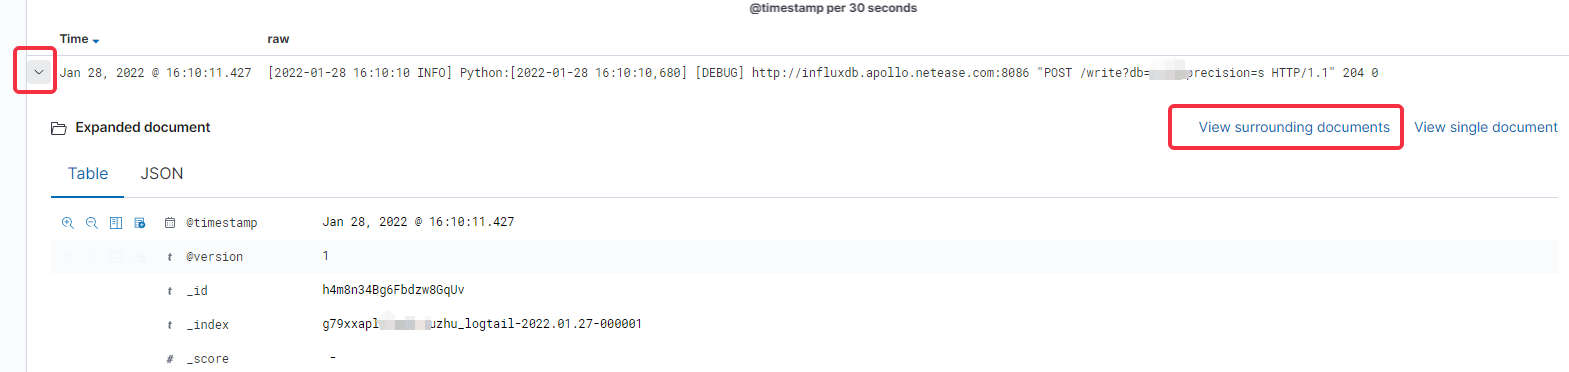 @timestamp per 30 seconds
Time raw
Jan 28, 2022 @ 16:10:11.427 [2022-01-28 16:10:10 INFO] Python:[2022-01-28 16:10:10,680] [DEBUG] http://influxdb.apollo.netease.com:8086 "POST /write?db= precision=s HTTP/1.1" 204 0
Expanded document View surrounding documents View single document
Table JSON
@timestamp Jan 28, 2022 @ 16:10:11.427
t @version 1
t _id h4m8n34Bg6Fbdzw8GqUv
t _index g79xxapl uzhu_logtail-2022.01.27-000001
# _score -